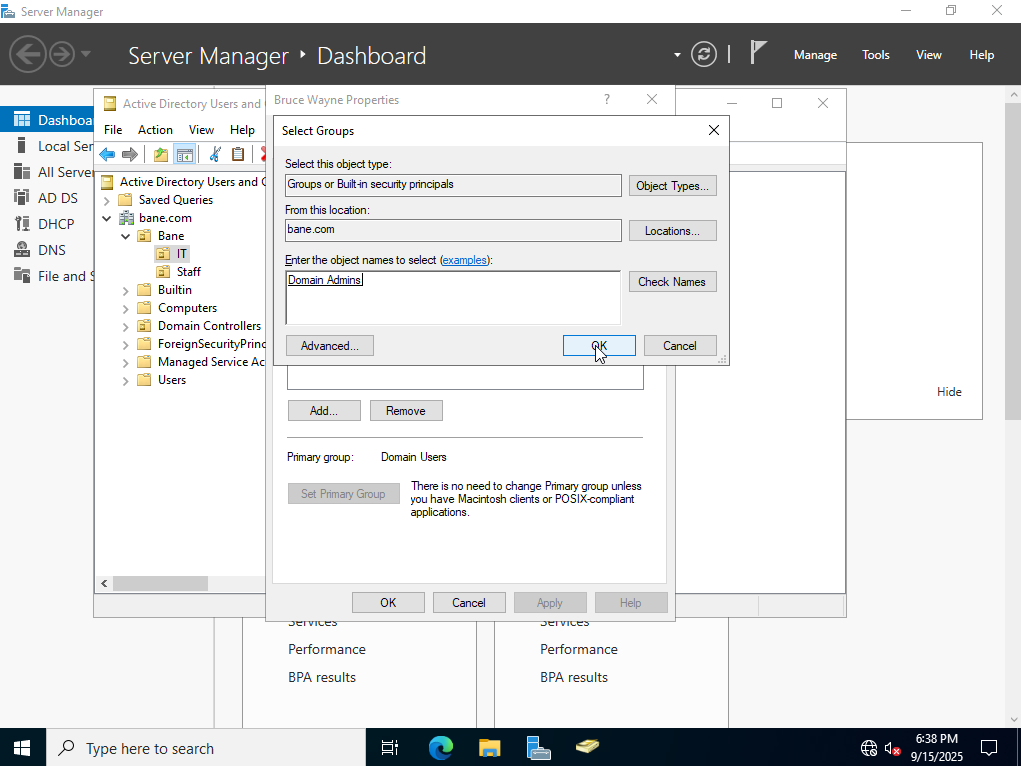 Server Manager
Server Manager ‣ Dashboard
Manage Tools View Help
Dashboa
Local Ser
All Server
AD DS
DHCP
DNS
File and S
Active Directory Users and
File Action View Help
Active Directory Users and C
Saved Queries
bane.com
Bane
IT
Staff
Builtin
Computers
Domain Controllers
ForeignSecurityPrinc
Managed Service Ac
Users
Bruce Wayne Properties
?
Select Groups
Select this object type:
Groups or Built-in security principals
Object Types...
From this location:
bane.com
Locations...
Enter the object names to select (examples):
Domain Admins
Check Names
Advanced...
OK
Cancel
Add...
Remove
Primary group: Domain Users
Set Primary Group
There is no need to change Primary group unless
you have Macintosh clients or POSIX-compliant
applications.
OK
Cancel
Apply
Help
Hide
Services
Performance
BPA results
Services
Performance
BPA results
Type here to search
6:38 PM
9/15/2025